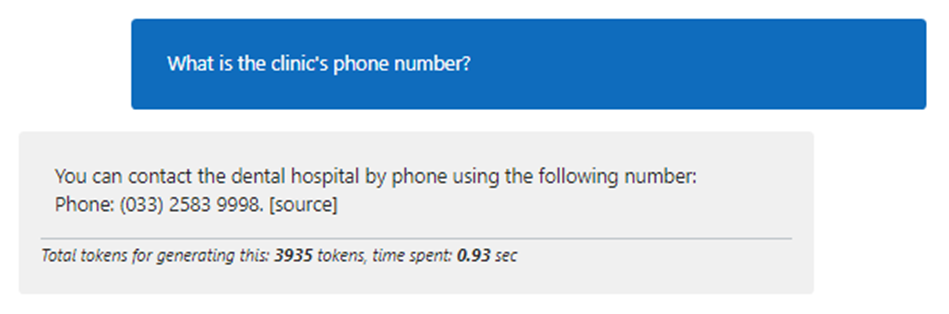 What is the clinic's phone number?
You can contact the dental hospital by phone using the following number:
Phone: (033) 2583 9998. [source]
Total tokens for generating this: 3935 tokens, time spent: 0.93 sec